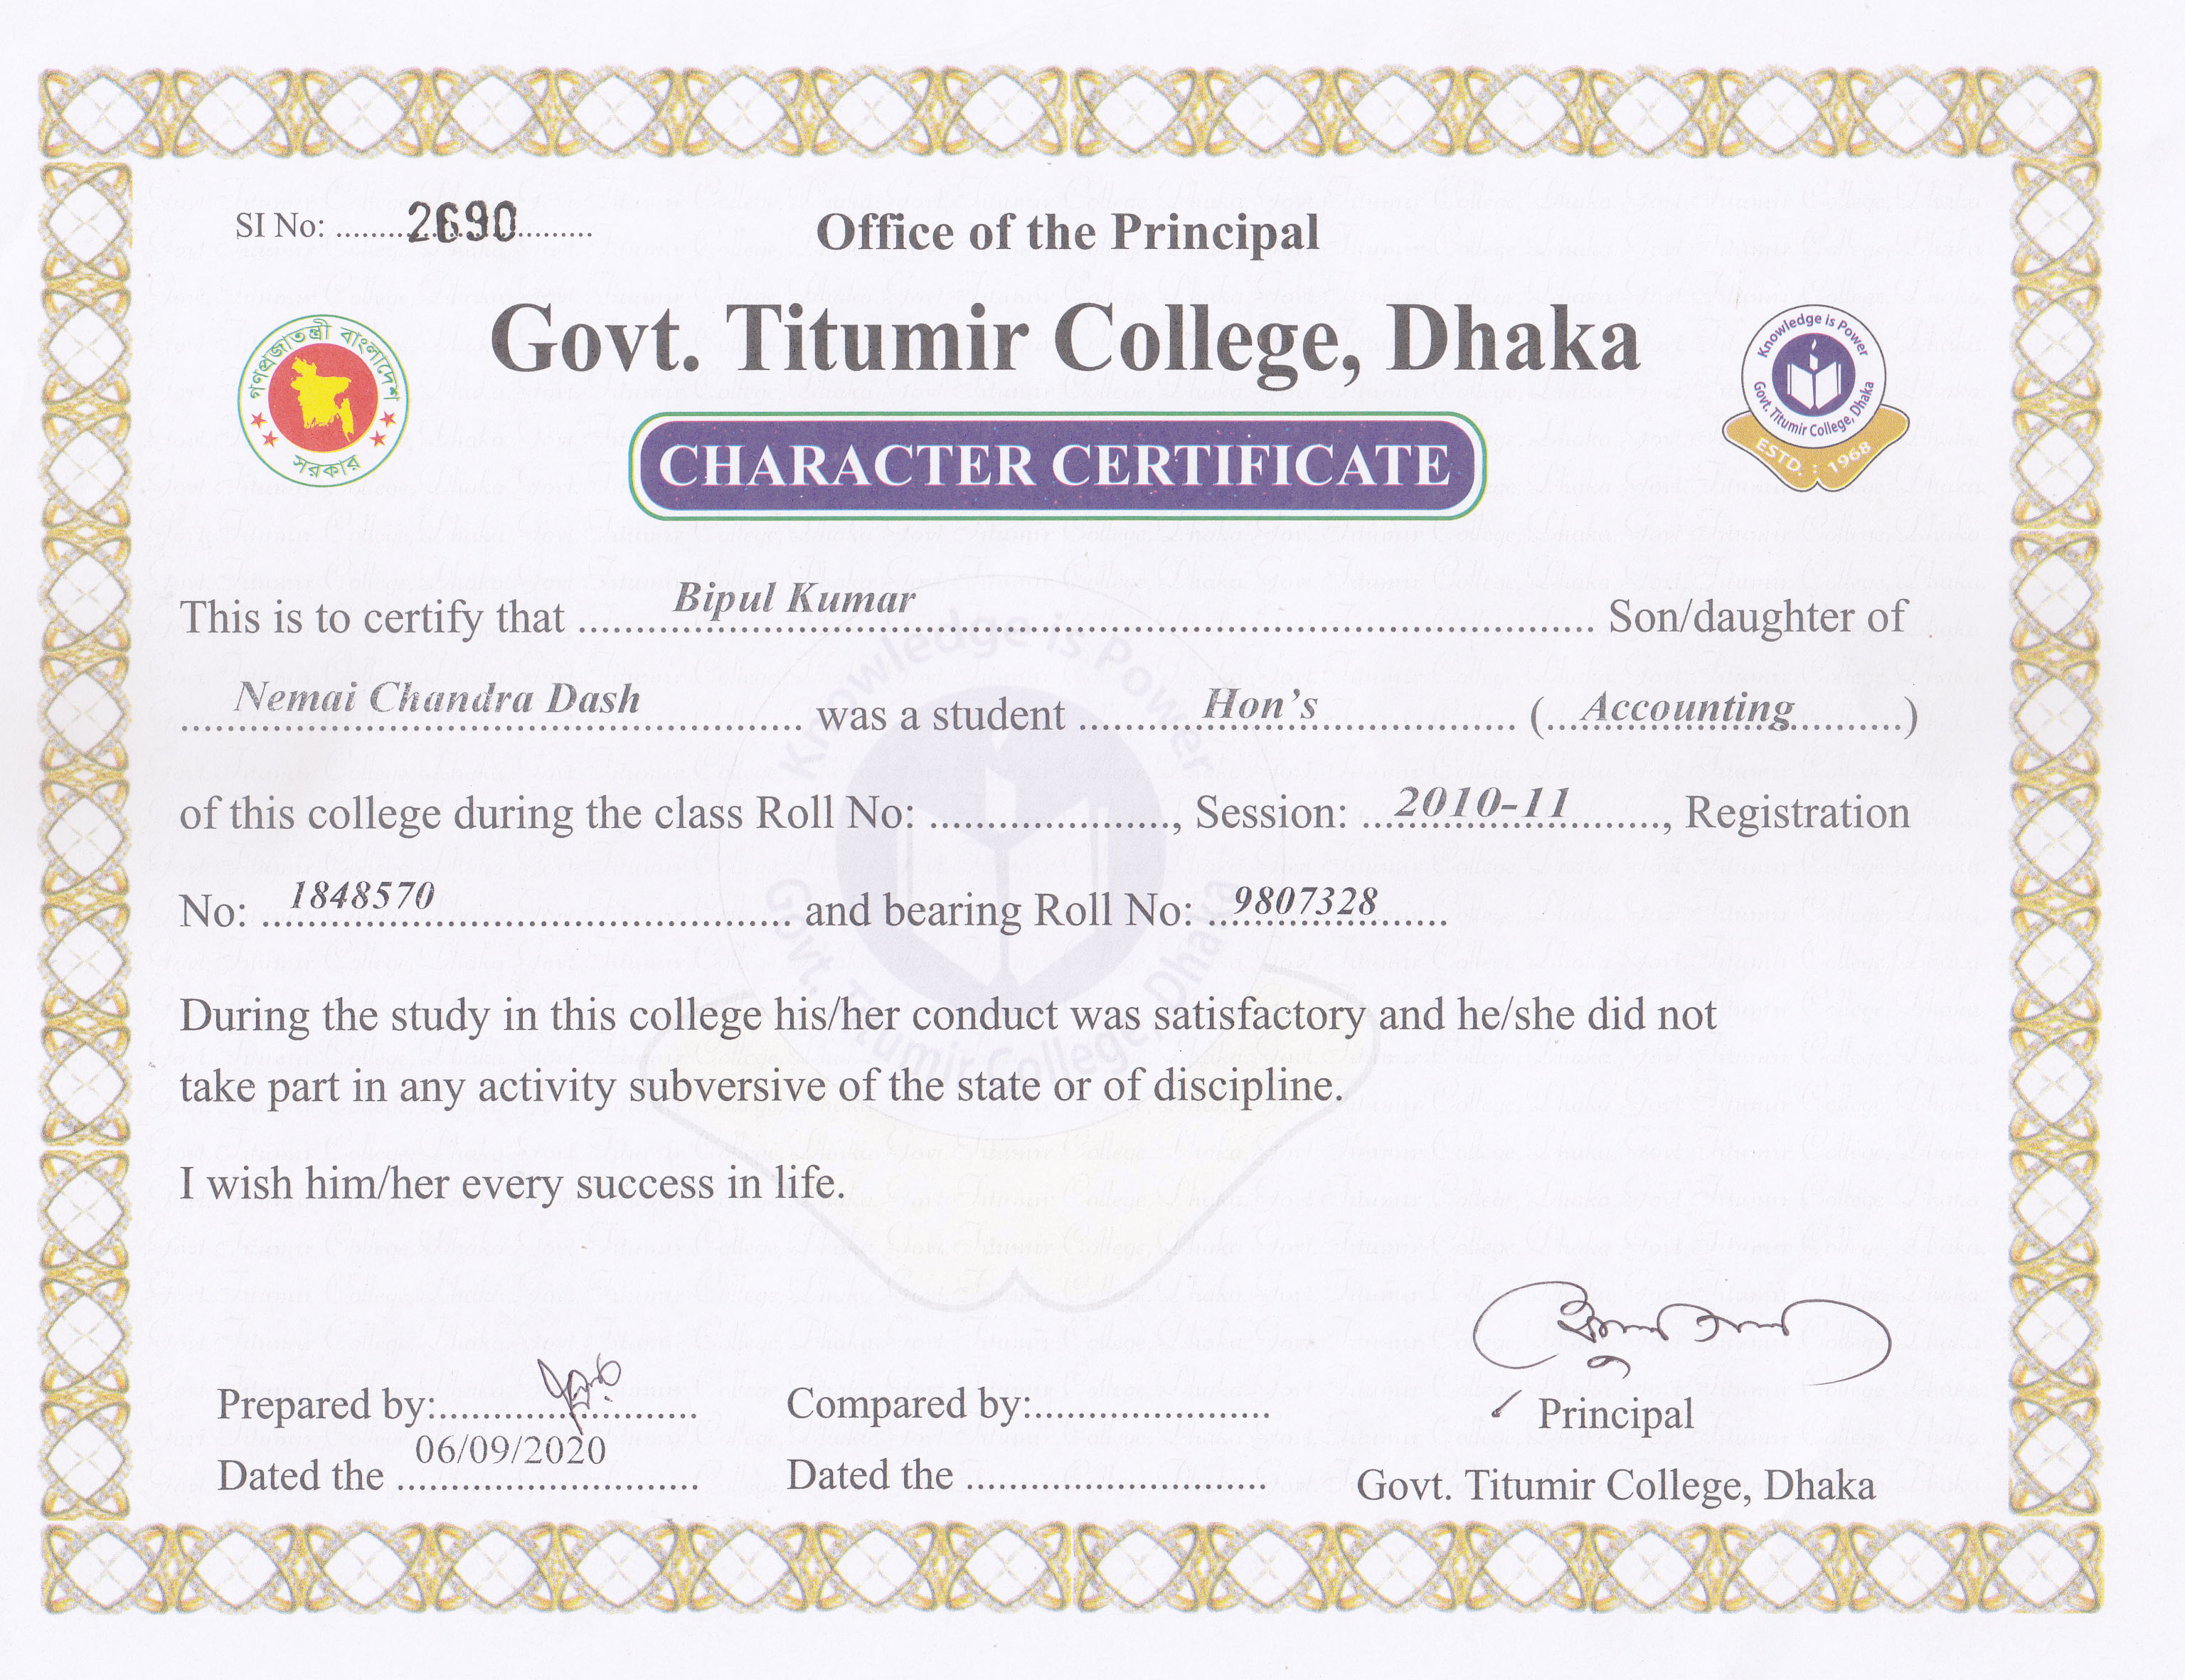 SI No: ........2690..........
Office of the Principal
Govt. Titumir College, Dhaka
গণপ্রজাতন্ত্রী বাংলাদেশ
সরকার
Knowledge is Power
Govt. Titumir College, Dhaka
ESTD. : 1968
CHARACTER CERTIFICATE
This is to certify that Bipul Kumar Son/daughter of
Nemai Chandra Dash was a student Hon's ( Accounting )
of this college during the class Roll No: ....................., Session: 2010-11, Registration
No: 1848570 and bearing Roll No: 9807328
During the study in this college his/her conduct was satisfactory and he/she did not
take part in any activity subversive of the state or of discipline.
I wish him/her every success in life.
Prepared by:
Dated the 06/09/2020
Compared by:
Dated the
Principal
Govt. Titumir College, Dhaka